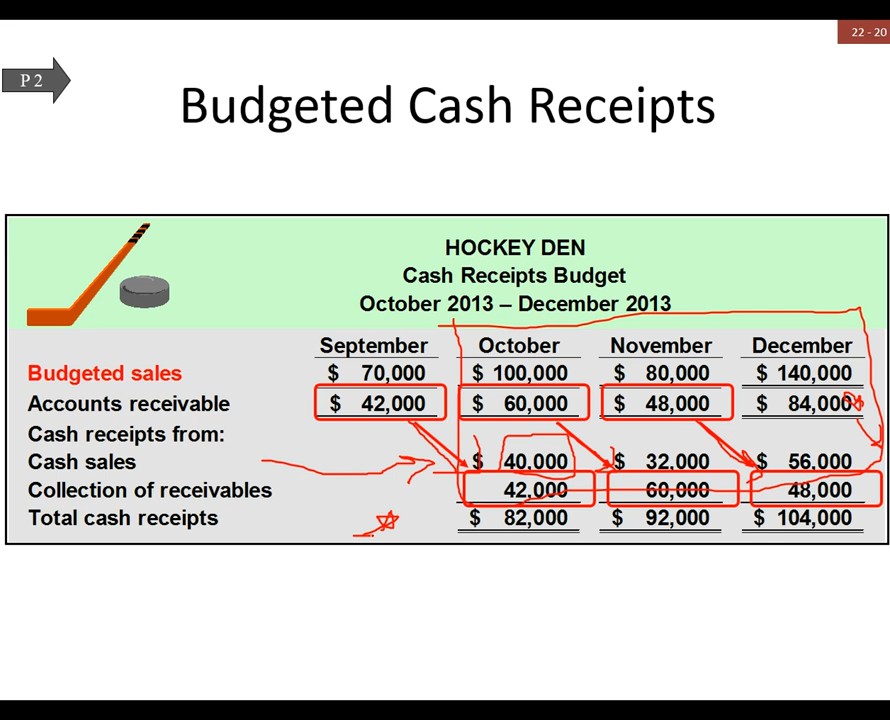 22 - 20
P 2
Budgeted Cash Receipts
HOCKEY DEN
Cash Receipts Budget
October 2013 – December 2013
September October November December
Budgeted sales $ 70,000 $ 100,000 $ 80,000 $ 140,000
Accounts receivable $ 42,000 $ 60,000 $ 48,000 $ 84,000
Cash receipts from:
Cash sales $ 40,000 $ 32,000 $ 56,000
Collection of receivables 42,000 60,000 48,000
Total cash receipts $ 82,000 $ 92,000 $ 104,000